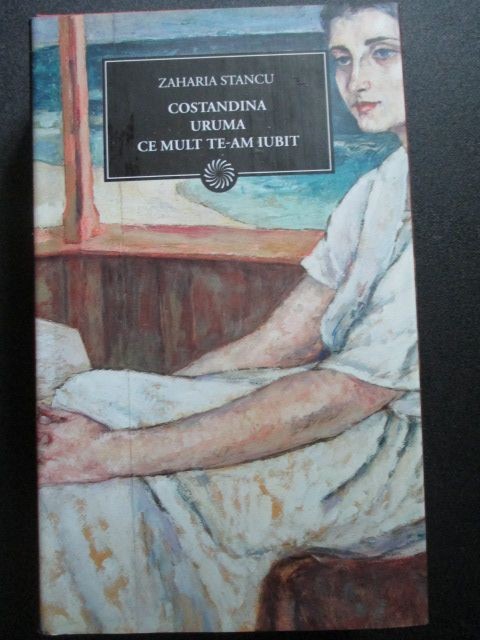 ZAHARIA STANCU
COSTANDINA
URUMA
CE MULT TE-AM IUBIT